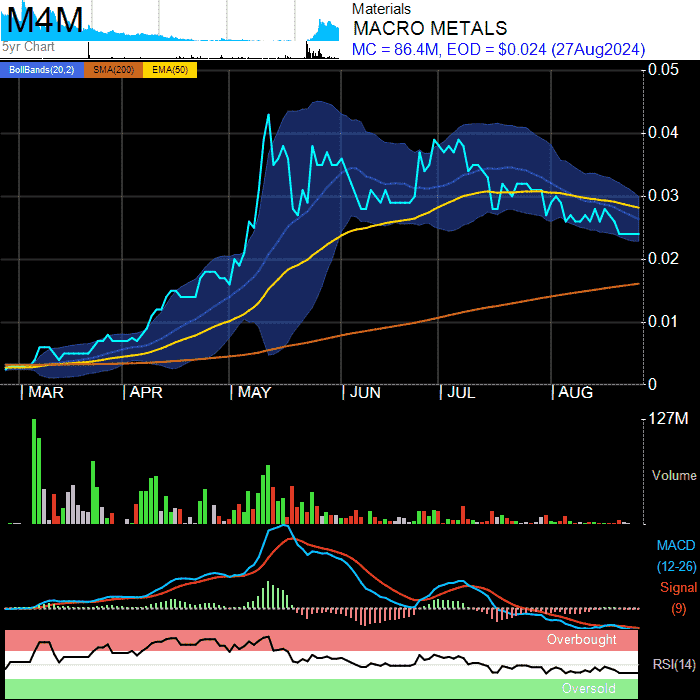 M4M
5yr Chart
Materials
MACRO METALS
MC = 86.4M, EOD = $0.024 (27Aug2024)
BollBands(20,2) SMA(200) EMA(50)
0.05
0.04
0.03
0.02
0.01
0
MAR APR MAY JUN JUL AUG
127M
Volume
MACD
(12-26)
Signal
(9)
Overbought
RSI(14)
Oversold